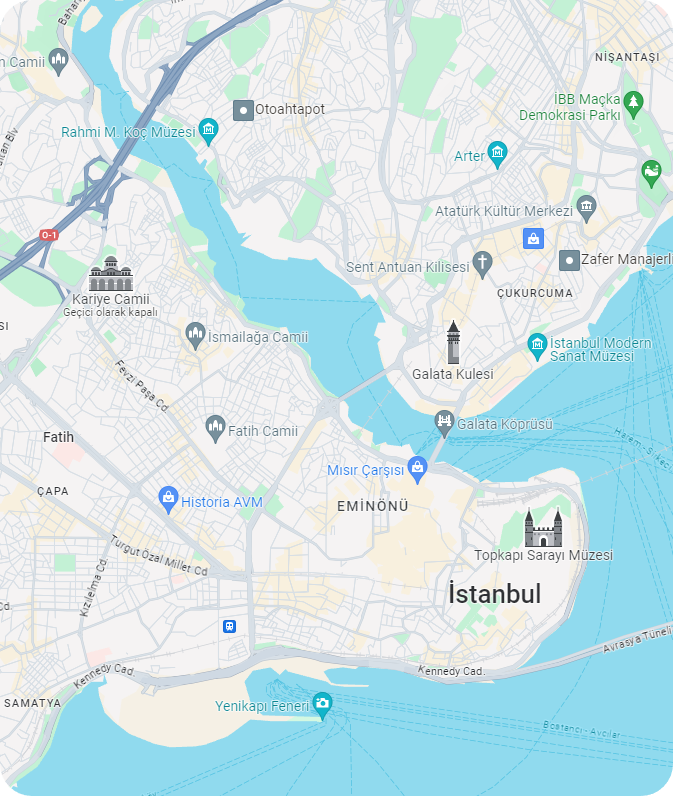 NİŞANTAŞI
n Camii
İBB Maçka
Demokrasi Parkı
Otoahtapot
Rahmi M. Koç Müzesi
Arter
Atatürk Kültür Merkezi
O-1
Sent Antuan Kilisesi
Zafer Manajerli
ÇUKURCUMA
Kariye Camii
Geçici olarak kapalı
İsmailağa Camii
İstanbul Modern
Sanat Müzesi
Galata Kulesi
Fevzi Paşa Cd
Galata Köprüsü
Fatih Camii
Fatih
Mısır Çarşısı
ÇAPA
Historia AVM
EMİNÖNÜ
Turgut Özal Millet Cd
Topkapı Sarayı Müzesi
Kızılelma Cd
İstanbul
Avrasya Tüneli
Kennedy Cad
Kennedy Cad.
SAMATYA
Yenikapı Feneri
Bostancı - Avcılar